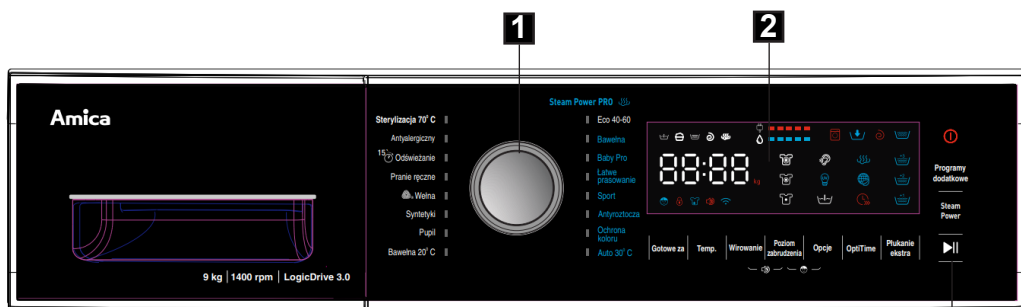 1
2
Amica
9 kg | 1400 rpm | LogicDrive 3.0
Steam Power PRO
Sterylizacja 70° C
Antyalergiczny
15' Odświeżanie
Pranie ręczne
Wełna
Syntetyki
Pupil
Bawełna 20° C
Eco 40-60
Bawełna
Baby Pro
Łatwe
prasowanie
Sport
Antyroztocza
Ochrona
koloru
Auto 30° C
88:88
kg
Programy
dodatkowe
Steam
Power
Gotowe za
Temp.
Wirowanie
Poziom
zabrudzenia
Opcje
OptiTime
Płukanie
ekstra